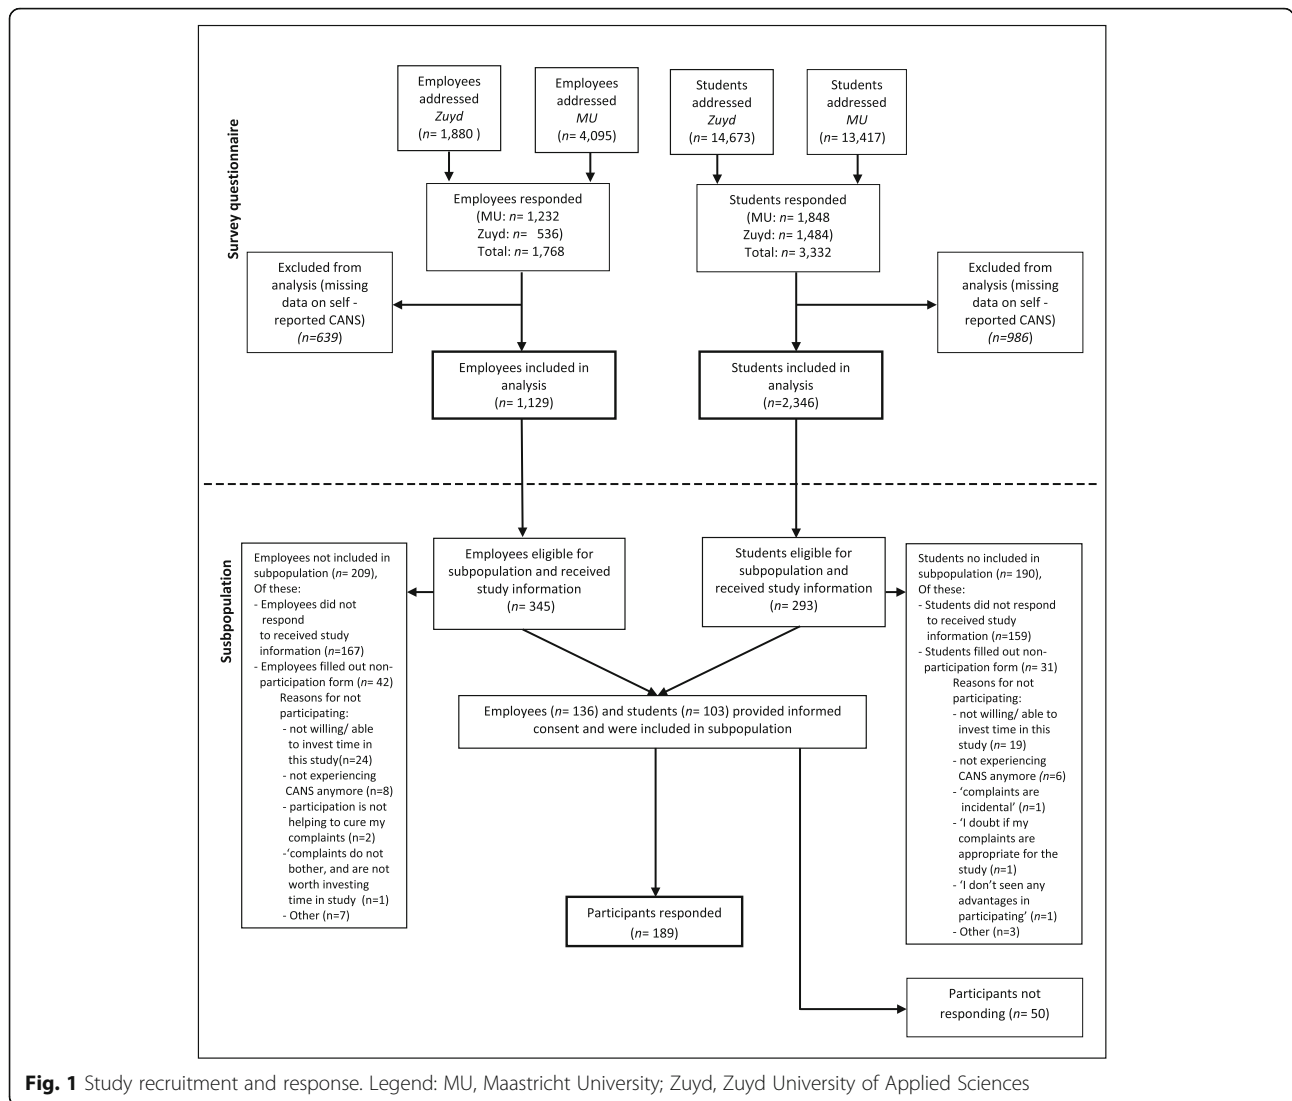 Survey questionnaire
Employees
addressed
Zuyd
(n= 1,880 )
Employees
addressed
MU
(n= 4,095)
Students
addressed
Zuyd
(n= 14,673)
Students
addressed
MU
(n= 13,417)
Employees responded
(MU: n= 1,232
Zuyd: n= 536)
Total: n= 1,768
Students responded
(MU: n= 1,848
Zuyd: n= 1,484)
Total: n= 3,332
Excluded from
analysis (missing
data on self -
reported CANS)
(n=639)
Excluded from
analysis (missing
data on self -
reported CANS)
(n=986)
Employees included in
analysis
(n= 1,129)
Students included in
analysis
(n=2,346)
Susbpopulation
Employees not included in
subpopulation (n= 209),
Of these:
- Employees did not
respond
to received study
information (n=167)
- Employees filled out non-
participation form (n= 42)
Reasons for not
participating:
- not willing/ able
to invest time in
this study(n=24)
- not experiencing
CANS anymore (n=8)
- participation is not
helping to cure my
complaints (n=2)
-‘complaints do not
bother, and are not
worth investing
time in study (n=1)
- Other (n=7)
Employees eligible for
subpopulation and received
study information
(n= 345)
Students eligible for
subpopulation and
received study information
(n= 293)
Students no included in
subpopulation (n= 190),
Of these:
- Students did not respond
to received study
information (n=159)
- Students filled out non-
participation form (n= 31)
Reasons for not
participating:
- not willing/ able to
invest time in this
study (n= 19)
- not experiencing
CANS anymore (n=6)
- ‘complaints are
incidental’ (n=1)
- ‘I doubt if my
complaints are
appropriate for the
study (n=1)
- ‘I don’t seen any
advantages in
participating’ (n=1)
- Other (n=3)
Employees (n= 136) and students (n= 103) provided informed
consent and were included in subpopulation
Participants responded
(n= 189)
Participants not
responding (n= 50)
Fig. 1 Study recruitment and response. Legend: MU, Maastricht University; Zuyd, Zuyd University of Applied Sciences